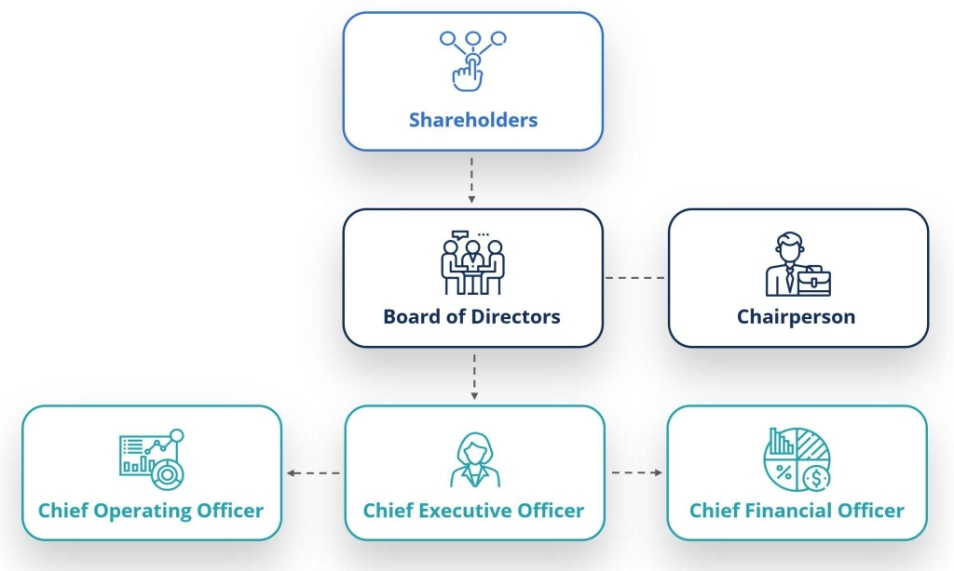 Shareholders
Board of Directors
Chairperson
Chief Operating Officer
Chief Executive Officer
Chief Financial Officer
%
$